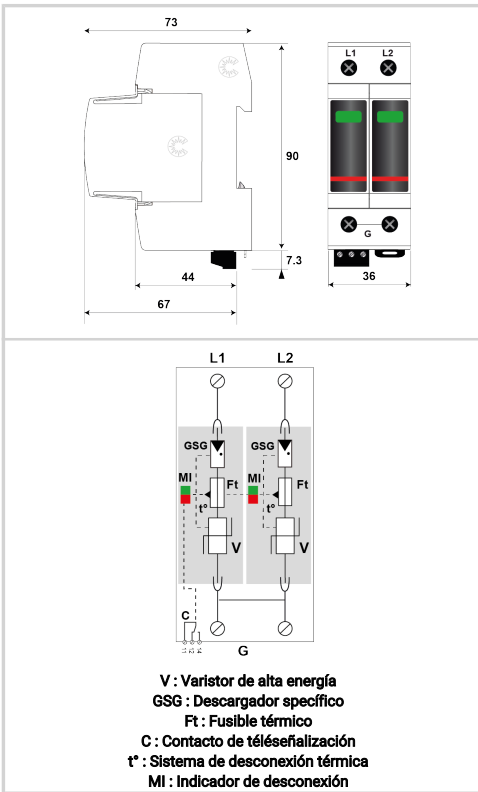 73
L1 L2
90
G
7.3
44
36
67
L1 L2
GSG GSG
MI MI
Ft Ft
t° t°
V V
C
G
V : Varistor de alta energía
GSG : Descargador específico
Ft : Fusible térmico
C : Contacto de téléseñalización
t° : Sistema de desconexión térmica
MI : Indicador de desconexión